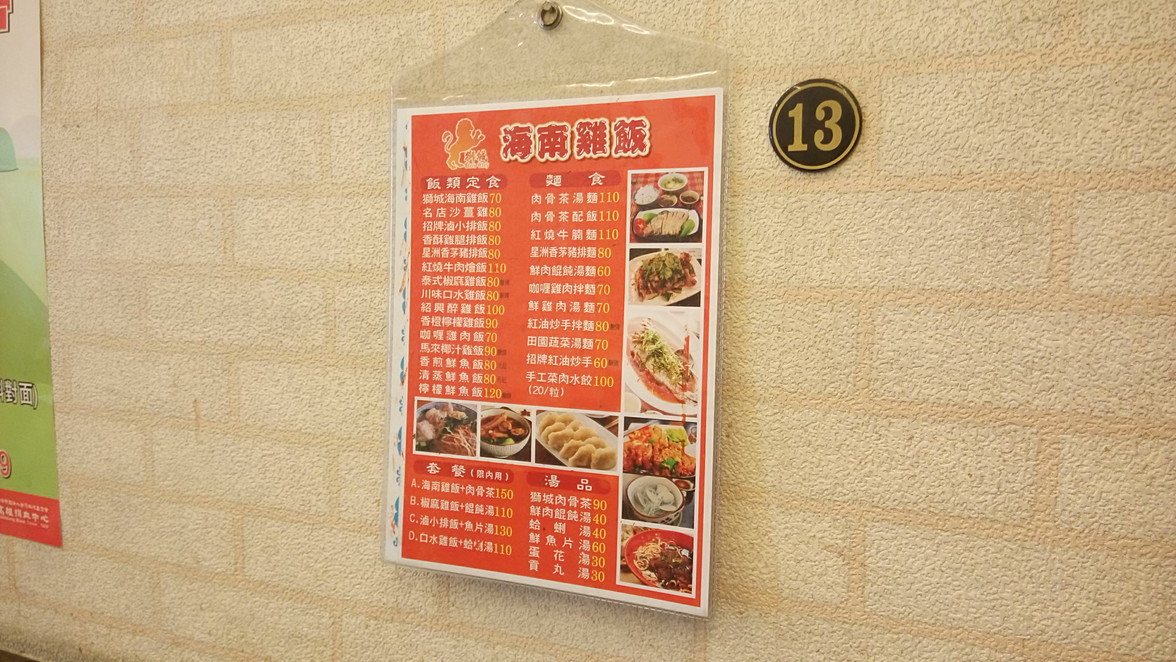 海南雞飯
獅城
飯類定食
獅城海南雞飯70
名店沙薑雞80
招牌滷小排飯80
香酥雞腿排飯80
星洲香茅豬排飯80
紅燒牛肉燴飯110
泰式椒麻雞飯80
川味口水雞飯80
紹興醉雞飯100
香橙檸檬雞飯90
咖哩雞肉飯70
馬來椰汁雞飯90
香煎鮮魚飯80
清蒸鮮魚飯80
檸檬鮮魚飯120
麵食
肉骨茶湯麵110
肉骨茶配飯110
紅燒牛腩麵110
星洲香茅豬排麵80
鮮肉餛飩湯麵60
咖哩雞肉拌麵70
鮮雞肉湯麵70
紅油炒手拌麵80
田園蔬菜湯麵70
招牌紅油炒手60
手工菜肉水餃100
(20/粒)
套餐(限內用)
A.海南雞飯+肉骨茶150
B.椒麻雞飯+餛飩湯110
C.滷小排飯+魚片湯130
D.口水雞飯+蛤蜊湯110
湯品
獅城肉骨茶90
鮮肉餛飩湯40
蛤蜊湯40
鮮魚片湯60
蛋花湯30
貢丸湯30
13
對面)
9